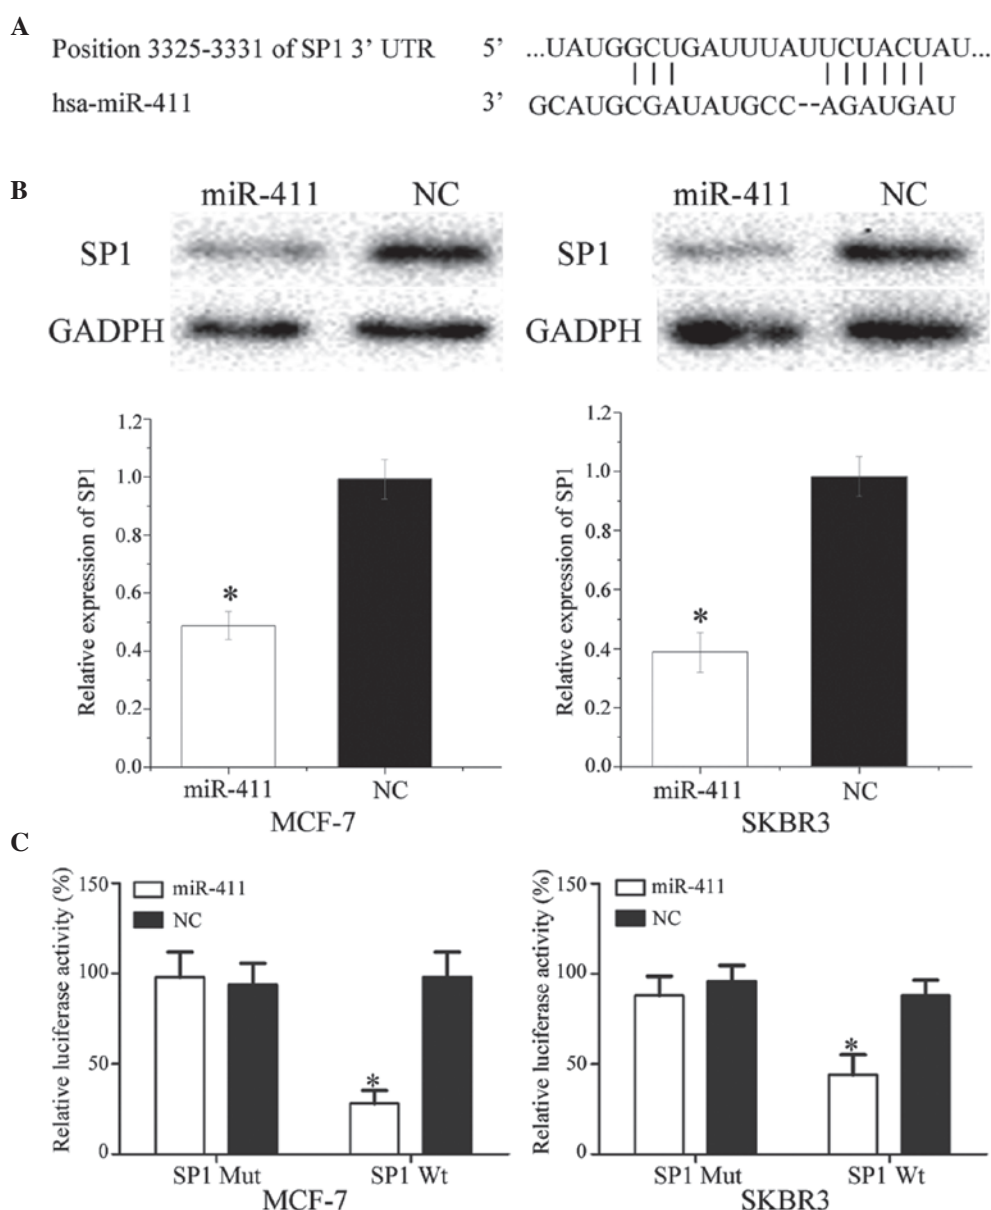 A
Position 3325-3331 of SP1 3' UTR 5' ...UAUGGCUGAUUUAUUCUACUAU...
hsa-miR-411 3' GCAUGCGAUAUGCC--AGAUGAU
B
miR-411 NC
SP1
GADPH
miR-411 NC
SP1
GADPH
Relative expression of SP1
1.2
1.0
0.8
0.6
0.4
0.2
0.0
*
miR-411 NC
MCF-7
Relative expression of SP1
1.2
1.0
0.8
0.6
0.4
0.2
0.0
*
miR-411 NC
SKBR3
C
Relative luciferase activity (%)
150
100
50
0
miR-411
NC
*
SP1 Mut SP1 Wt
MCF-7
Relative luciferase activity (%)
150
100
50
0
miR-411
NC
*
SP1 Mut SP1 Wt
SKBR3